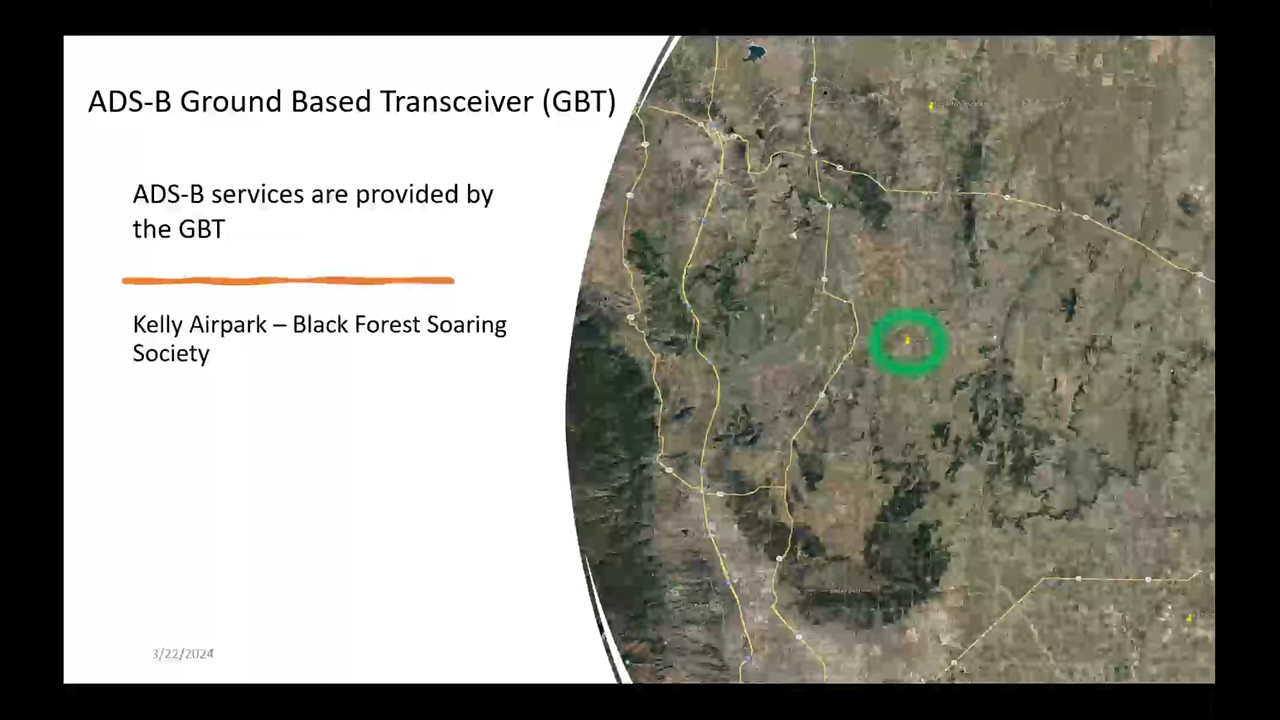 ADS-B Ground Based Transceiver (GBT)
ADS-B services are provided by
the GBT
Kelly Airpark – Black Forest Soaring
Society
3/22/2024